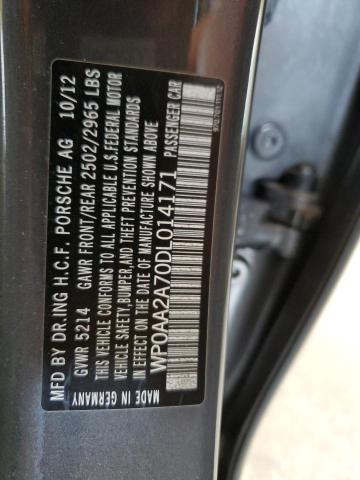 MFD BY DR.ING H.C.F. PORSCHE AG 10/12
GVWR 5214 GAWR FRONT/REAR 2502/2965 LBS
THIS VEHICLE CONFORMS TO ALL APPLICABLE U.S. FEDERAL MOTOR
VEHICLE SAFETY, BUMPER, AND THEFT PREVENTION STANDARDS
IN EFFECT ON THE DATE OF MANUFACTURE SHOWN ABOVE
WP0AA2A70DL014171
MADE IN GERMANY PASSENGER CAR